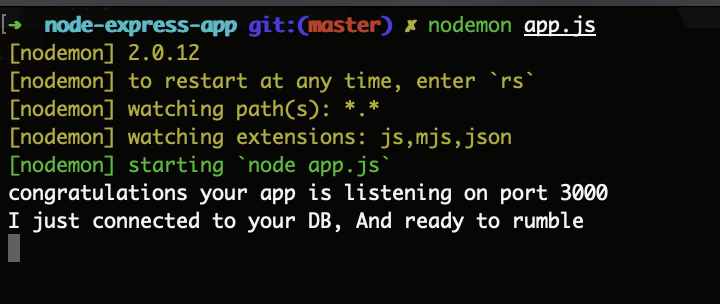 [➜ node-express-app git:(master) ✗ nodemon app.js
[nodemon] 2.0.12
[nodemon] to restart at any time, enter `rs`
[nodemon] watching path(s): *.*
[nodemon] watching extensions: js,mjs,json
[nodemon] starting `node app.js`
congratulations your app is listening on port 3000
I just connected to your DB, And ready to rumble